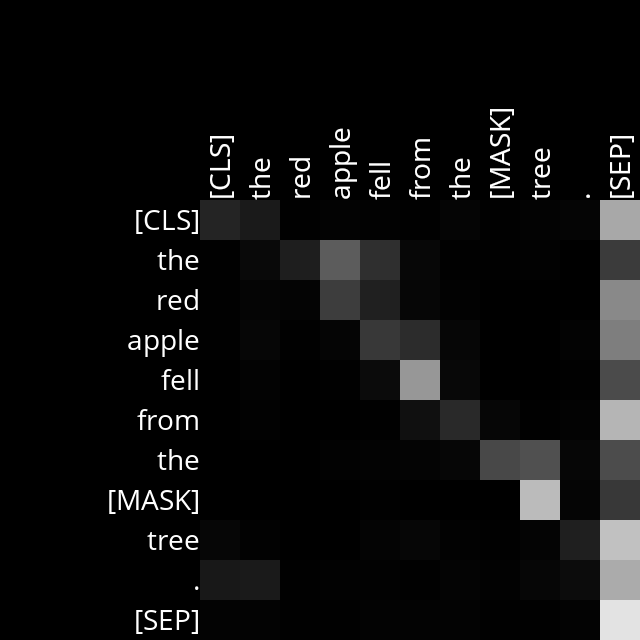 [CLS] the red apple fell from the [MASK] tree . [SEP]
[CLS]
the
red
apple
fell
from
the
[MASK]
tree
.
[SEP]